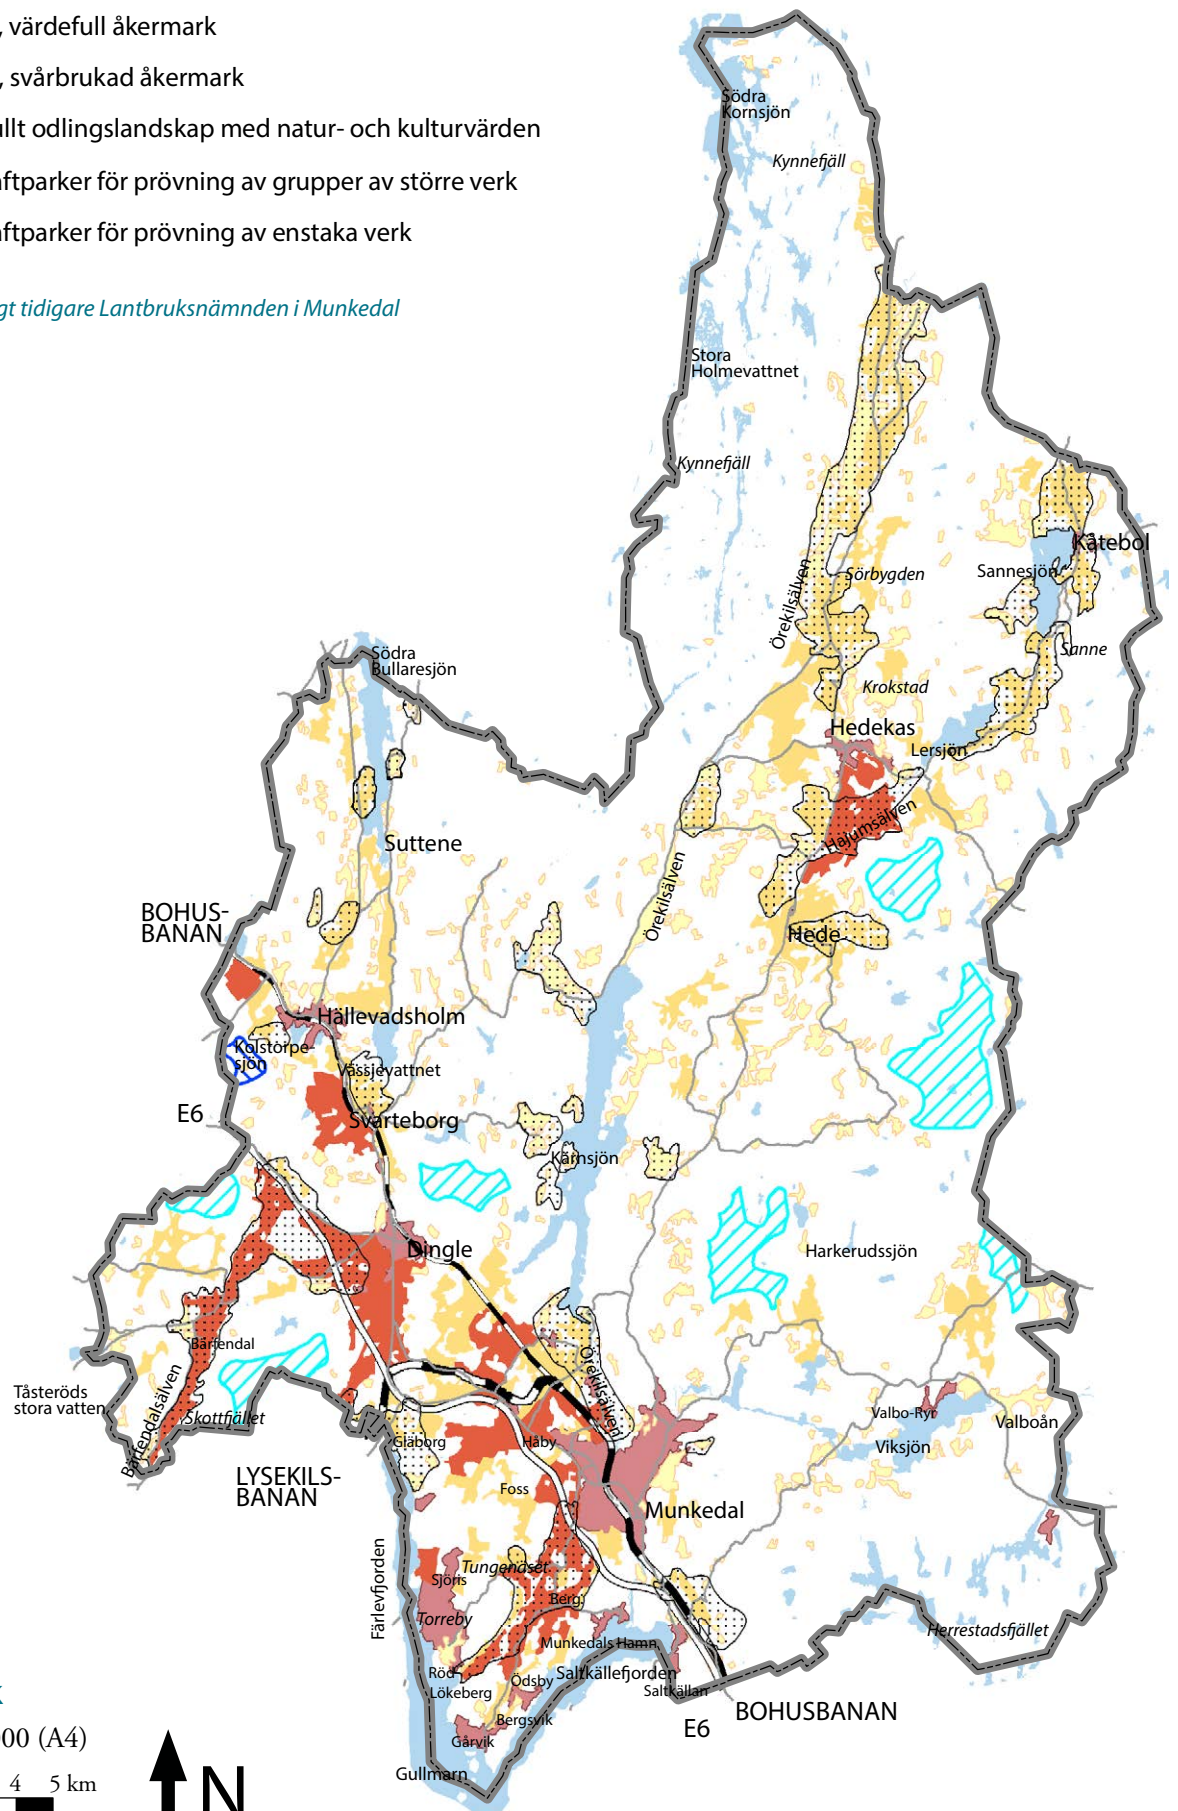 , värdefull åkermark
, svårbrukad åkermark
ullt odlingslandskap med natur- och kulturvärden
aftparker för prövning av grupper av större verk
aftparker för prövning av enstaka verk
gt tidigare Lantbruksnämnden i Munkedal
Södra
Kornsjön
Kynnefjäll
Stora
Holmevattnet
Kynnefjäll
Kåtebol
Sannesjön
Örekilsälven
Sörbygden
Sanne
Södra
Bullaresjön
Krokstad
Hedekas
Lersjön
Hajumsälven
Suttene
Örekilsälven
BOHUS-
BANAN
Hede
Hällevadsholm
Kolstorpe-
sjön
Vässjevattnet
E6
Svarteborg
Kärnsjön
Dingle
Harkerudssjön
Bärfendal
Örekilsälven
Tåsteröds
stora vatten
Bärfendalsälven
Skottfjället
Gläborg
Håby
Valbo-Ryr
Valboån
Viksjön
LYSEKILS-
BANAN
Foss
Munkedal
Färlevfjorden
Tungenäset
Sjöris
Berg
Torreby
Munkedals Hamn
Herrestadsfjället
Röd-
Lökeberg
Ödsby
Saltkällefjorden
Saltkällan
Bergsvik
BOHUSBANAN
E6
Gårvik
Gullmarn
k
00 (A4)
4 5 km
N